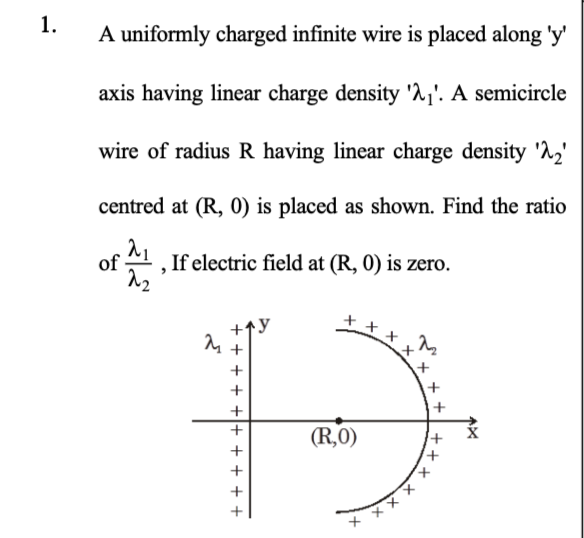 1. A uniformly charged infinite wire is placed along 'y'
axis having linear charge density 'λ₁'. A semicircle
wire of radius R having linear charge density 'λ₂'
centred at (R, 0) is placed as shown. Find the ratio
of λ₁/λ₂ , If electric field at (R, 0) is zero.
y
λ₁
λ₂
(R,0)
x